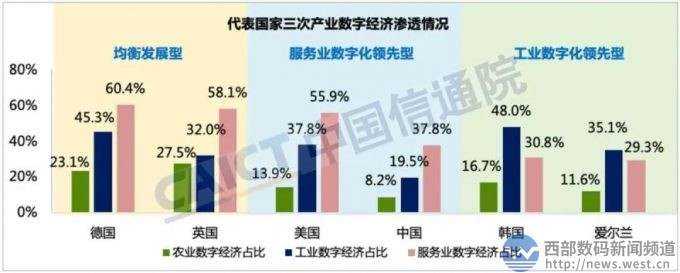 代表国家三次产业数字经济渗透情况
均衡发展型 服务业数字化领先型 工业数字化领先型
80%
60%
40%
20%
0%
23.1% 45.3% 60.4% 27.5% 32.0% 58.1% 13.9% 37.8% 55.9% 8.2% 19.5% 37.8% 16.7% 48.0% 30.8% 11.6% 35.1% 29.3%
CAICT中国信通院
德国 英国 美国 中国 韩国 爱尔兰
农业数字经济占比 工业数字经济占比 服务业数字经济占比
西部数码新闻频道
http://news.west.cn